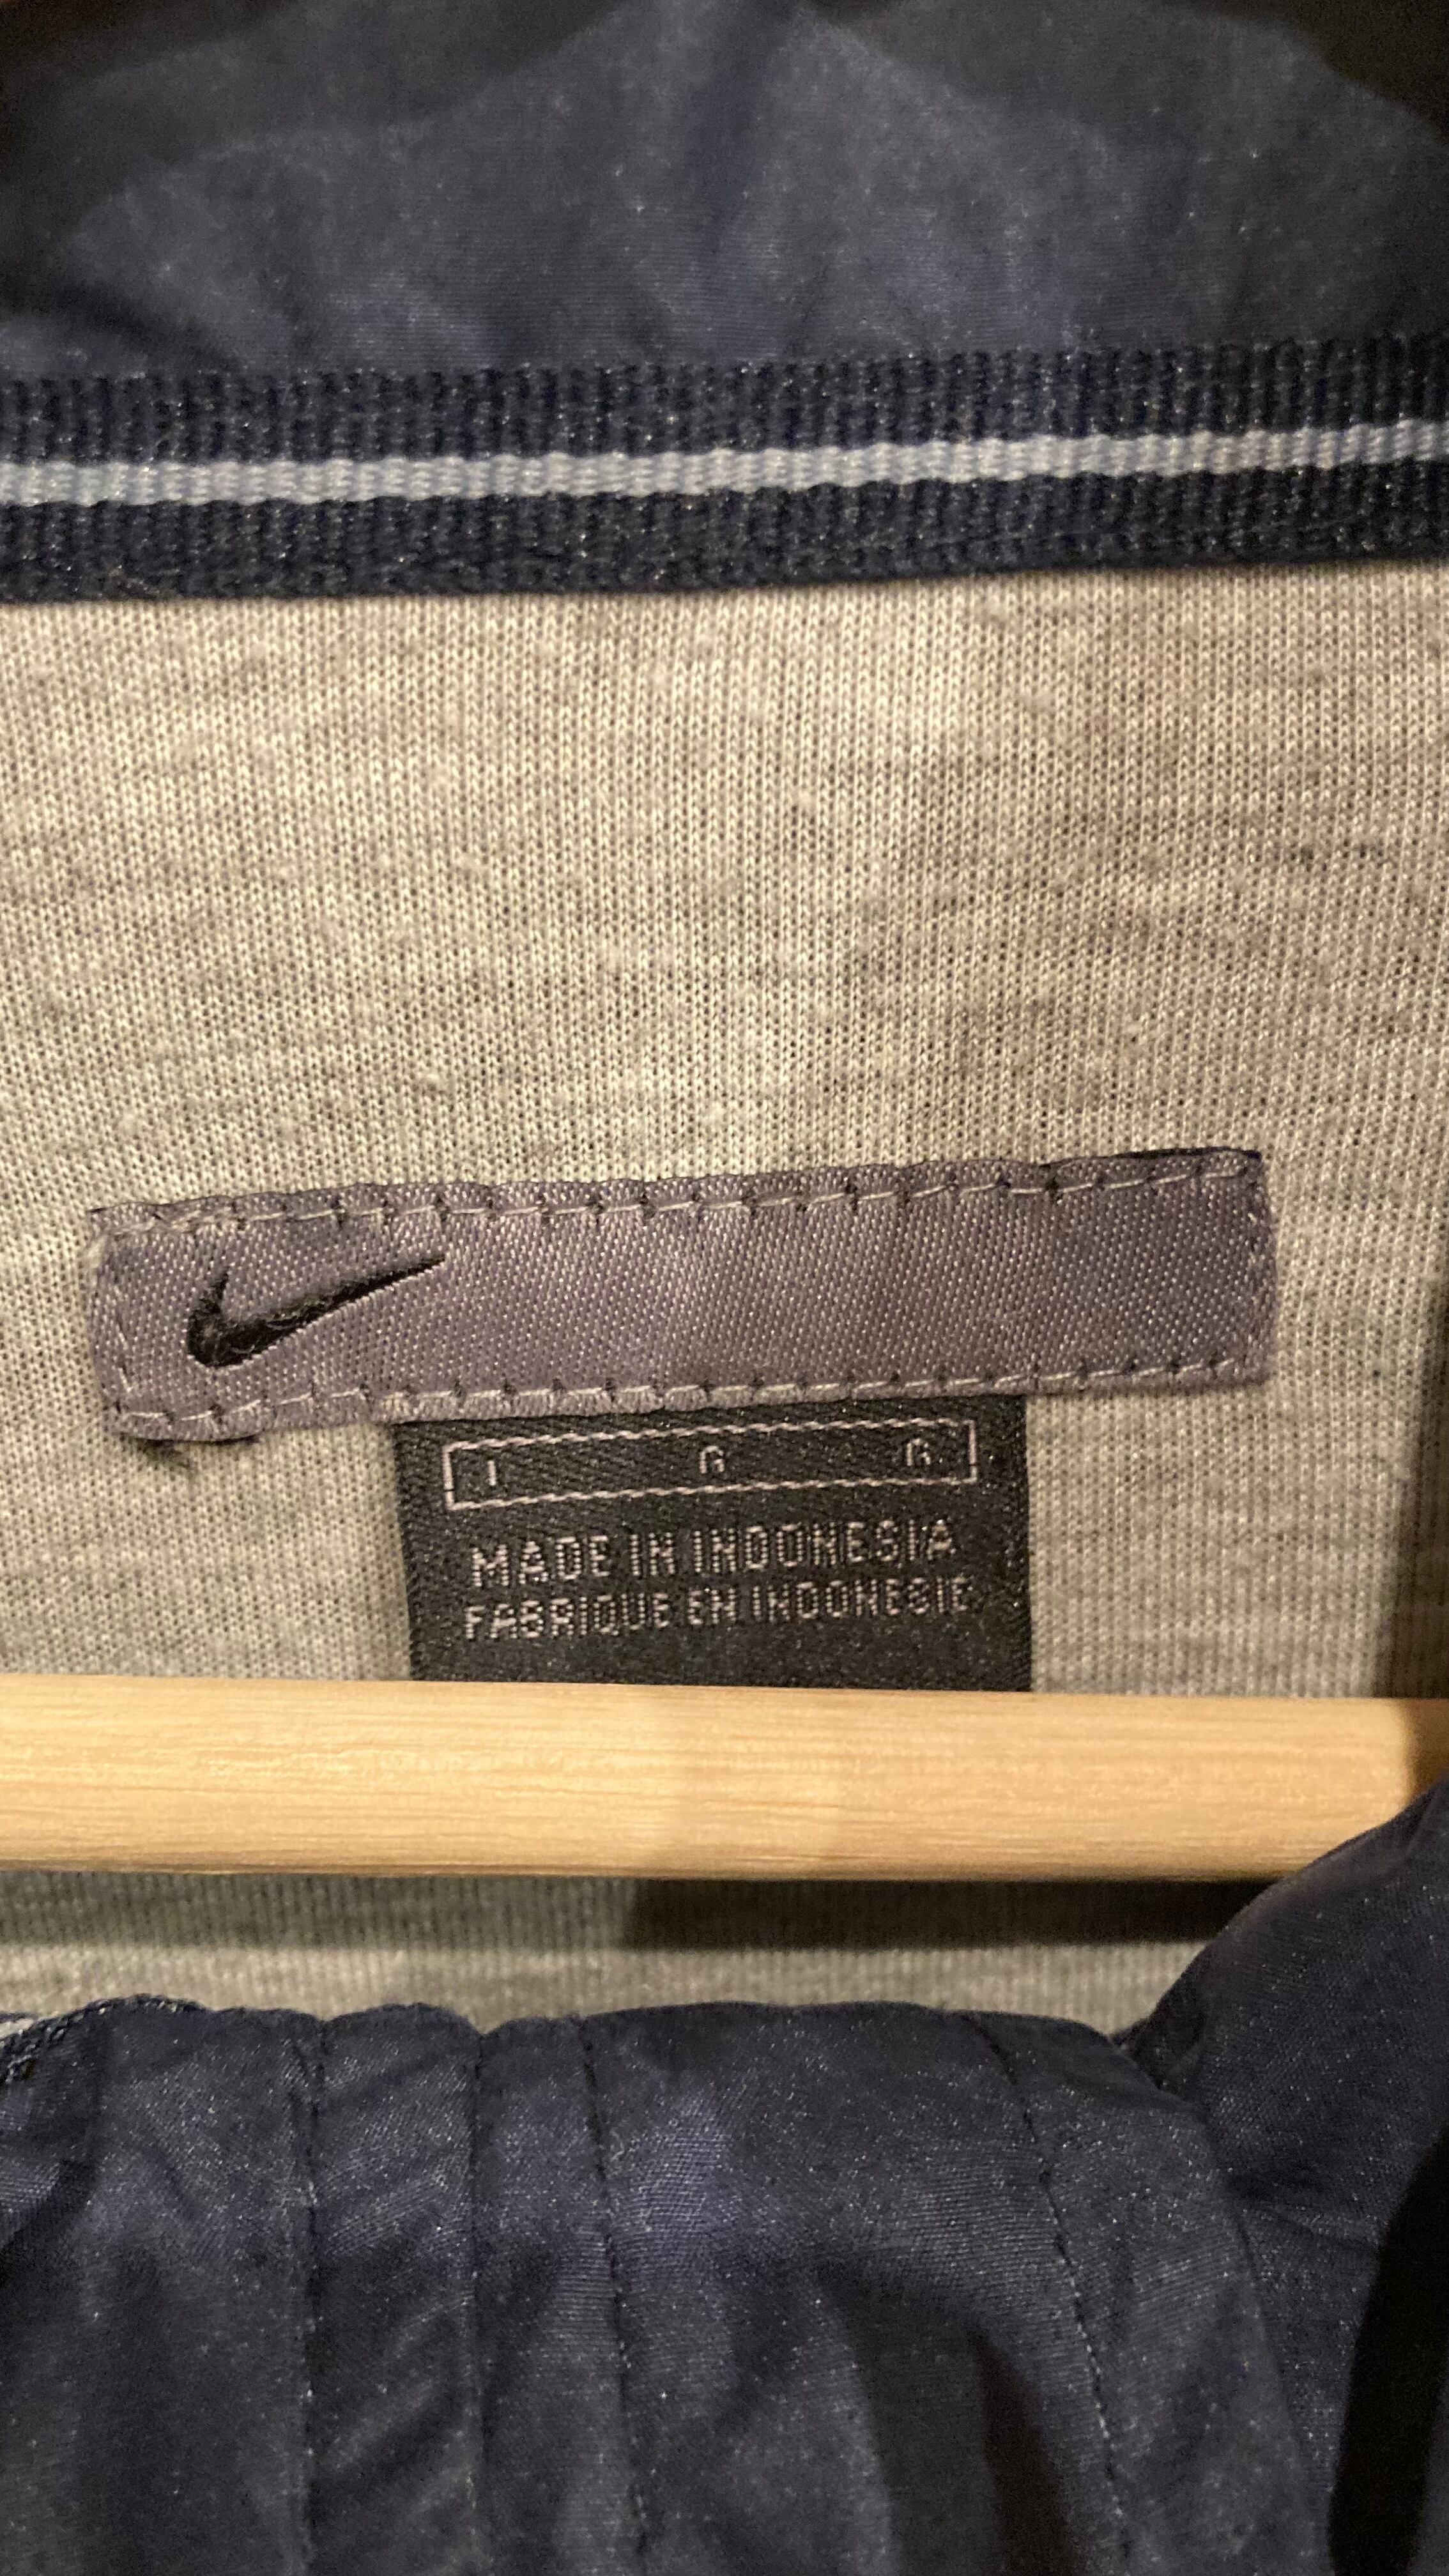 L G G
MADE IN INDONESIA
FABRIQUE EN INDONESIE